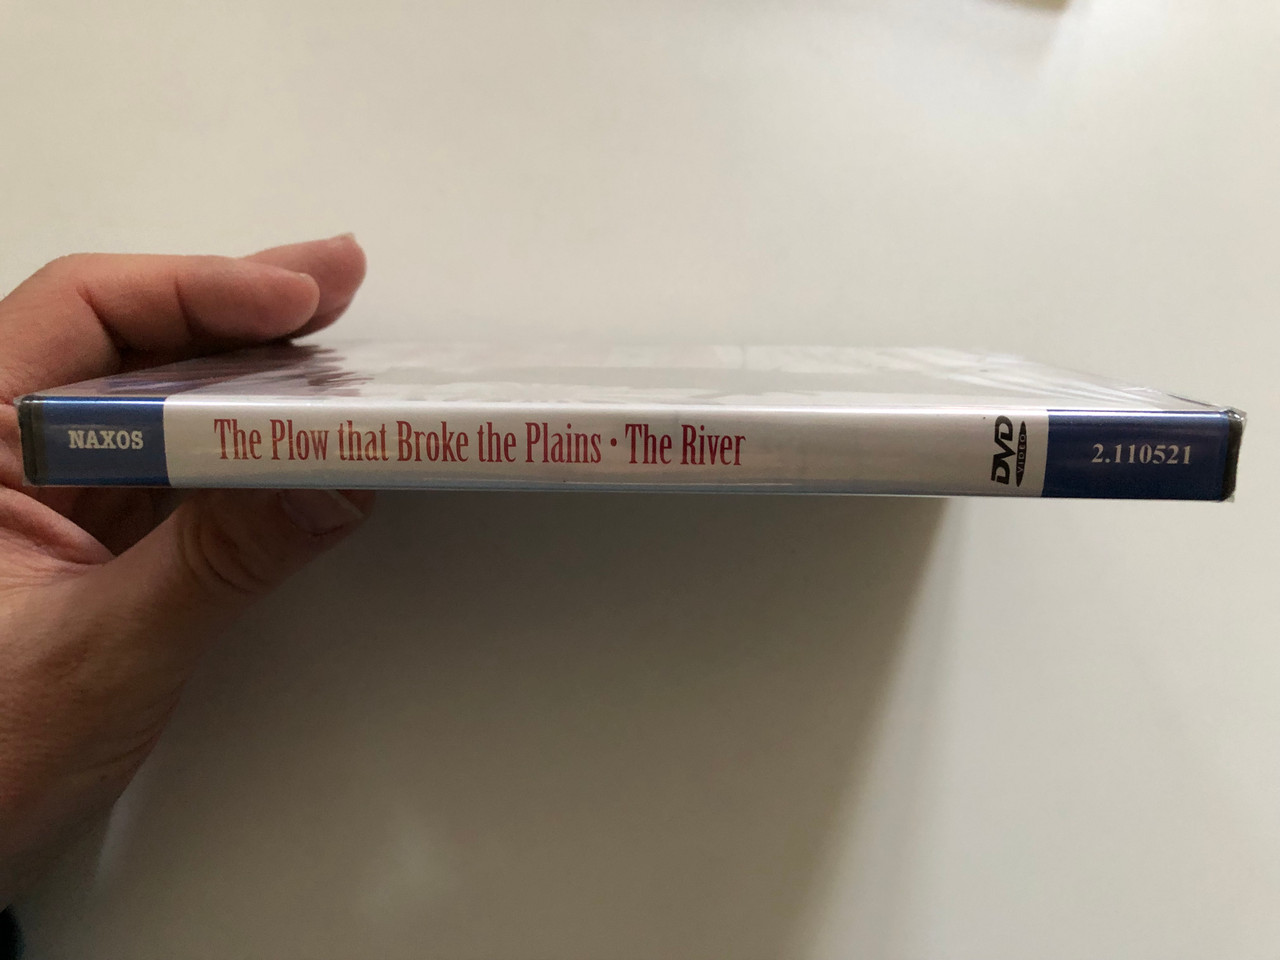 NAXOS
The Plow that Broke the Plains · The River
DVD
VIDEO
2.110521